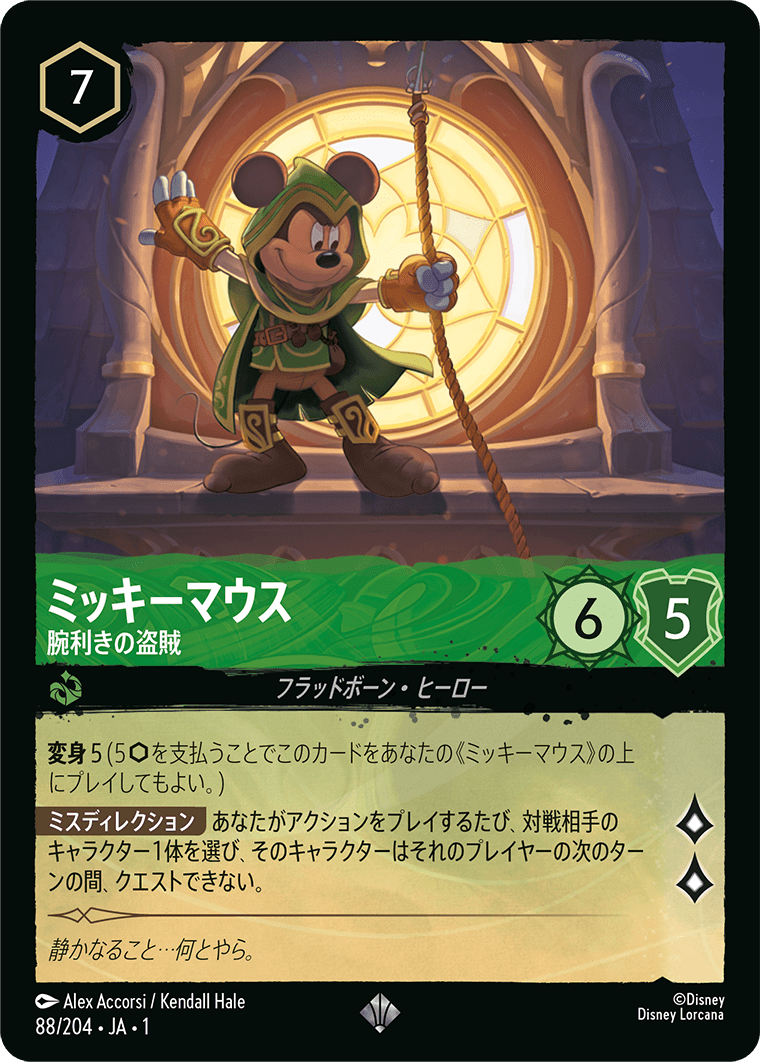 7
ミッキーマウス
腕利きの盗賊
6
5
フラッドボーン・ヒーロー
変身 5 (5⬡を支払うことでこのカードをあなたの《ミッキーマウス》の上
にプレイしてもよい。)
ミスディレクション あなたがアクションをプレイするたび、対戦相手の
キャラクター1体を選び、そのキャラクターはそれのプレイヤーの次のター
ンの間、クエストできない。
静かなること…何とやら。
Alex Accorsi / Kendall Hale
88/204 • JA • 1
©Disney
Disney Lorcana